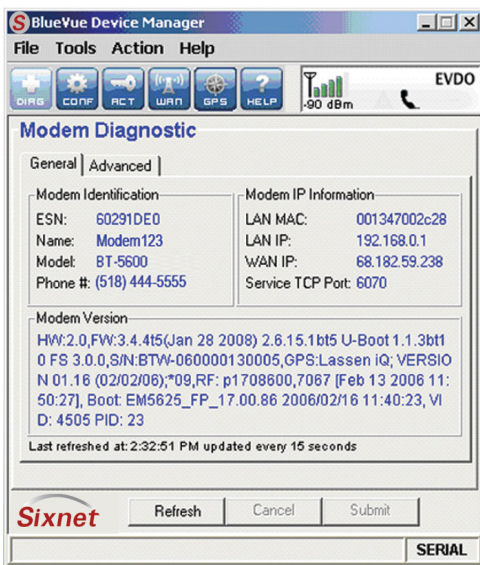 BlueVue Device Manager
File Tools Action Help
DIAG CONF ACT WAN GPS HELP
-90 dBm
EVDO
Modem Diagnostic
General Advanced
Modem Identification
ESN: 60291DE0
Name: Modem123
Model: BT-5600
Phone #: (518) 444-5555
Modem IP Information
LAN MAC: 001347002c28
LAN IP: 192.168.0.1
WAN IP: 68.182.59.238
Service TCP Port: 6070
Modem Version
HW:2.0,FW:3.4.4t5(Jan 28 2008) 2.6.15.1bt5 U-Boot 1.1.3bt1
0 FS 3.0.0,S/N:BTW-060000130005,GPS:Lassen iQ; VERSIO
N 01.16 (02/02/06);*09,RF: p1708600,7067 [Feb 13 2006 11:
50:27], Boot: EM5625_FP_17.00.86 2006/02/16 11:40:23, VI
D: 4505 PID: 23
Last refreshed at: 2:32:51 PM updated every 15 seconds
Sixnet
Refresh Cancel Submit
SERIAL